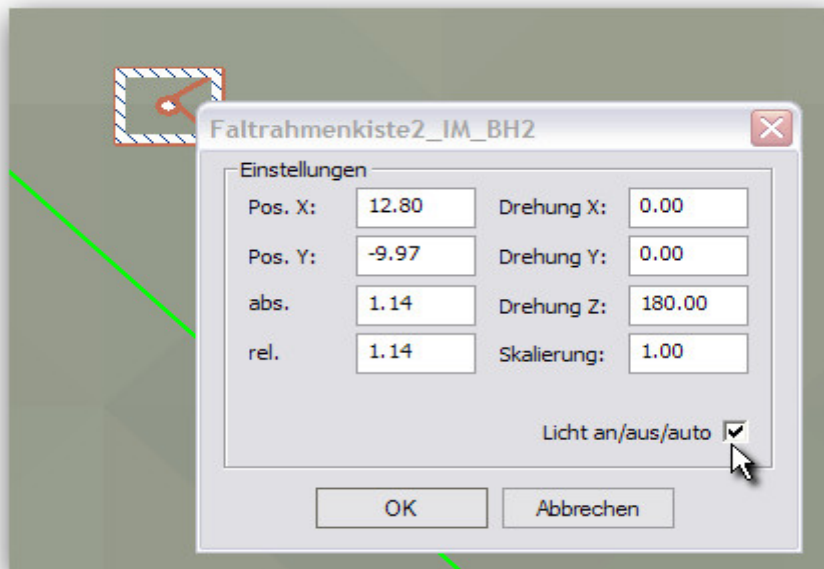 Faltrahmenkiste2_IM_BH2
Einstellungen
Pos. X: 12.80 Drehung X: 0.00
Pos. Y: -9.97 Drehung Y: 0.00
abs. 1.14 Drehung Z: 180.00
rel. 1.14 Skalierung: 1.00
Licht an/aus/auto
OK Abbrechen